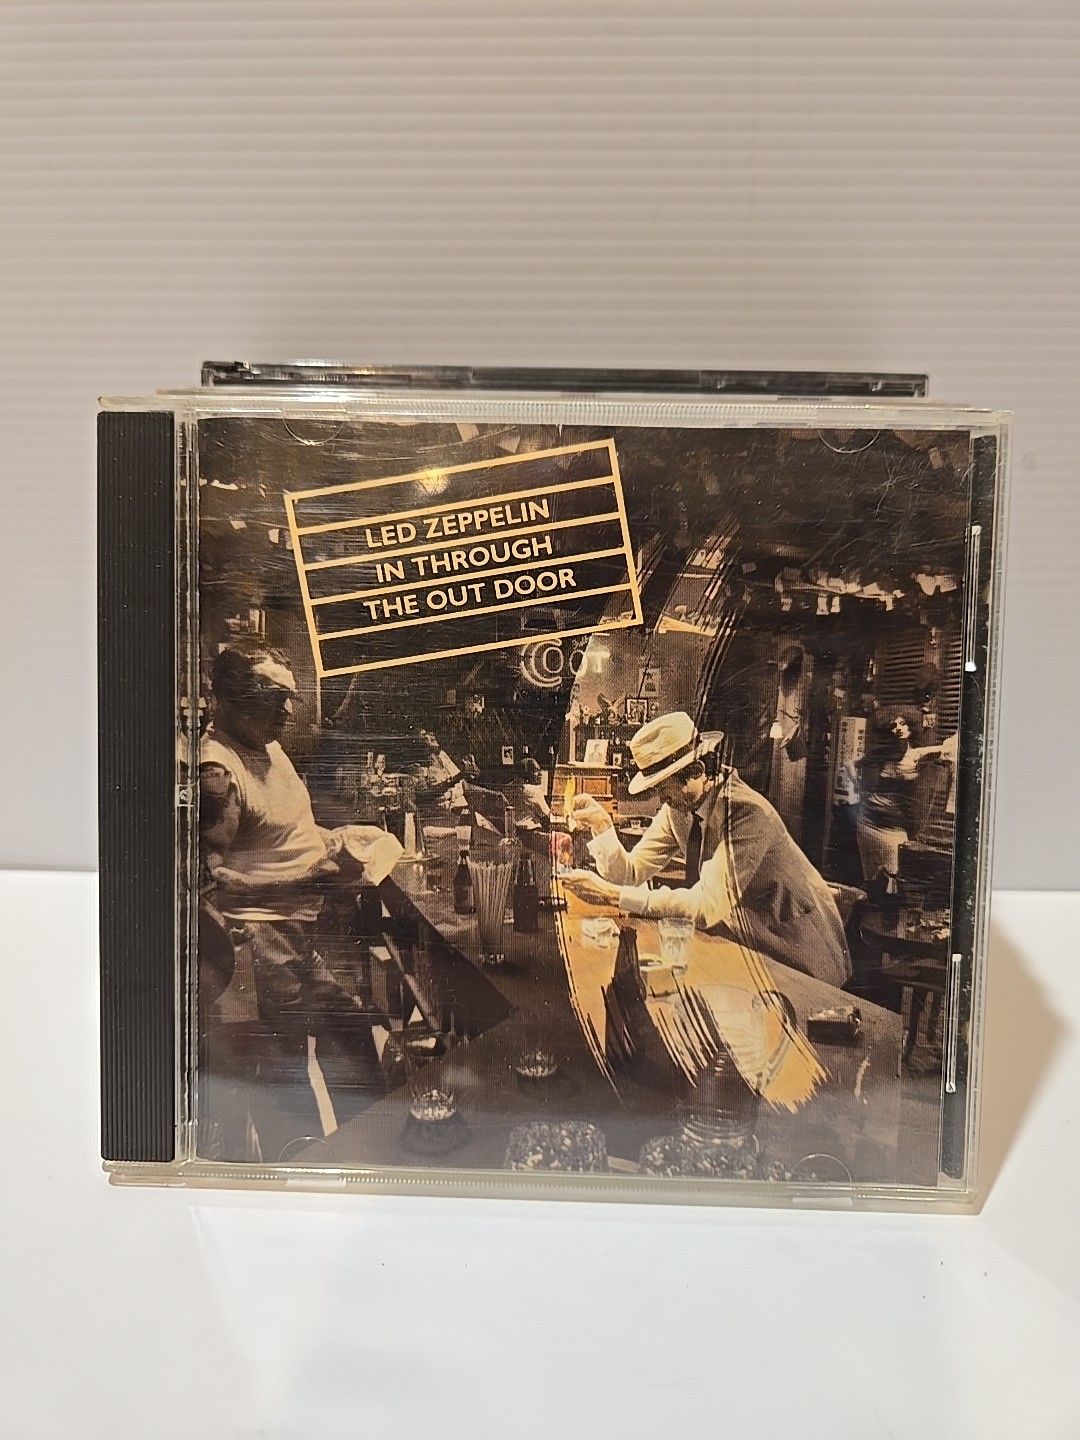 LED ZEPPELIN
IN THROUGH
THE OUT DOOR